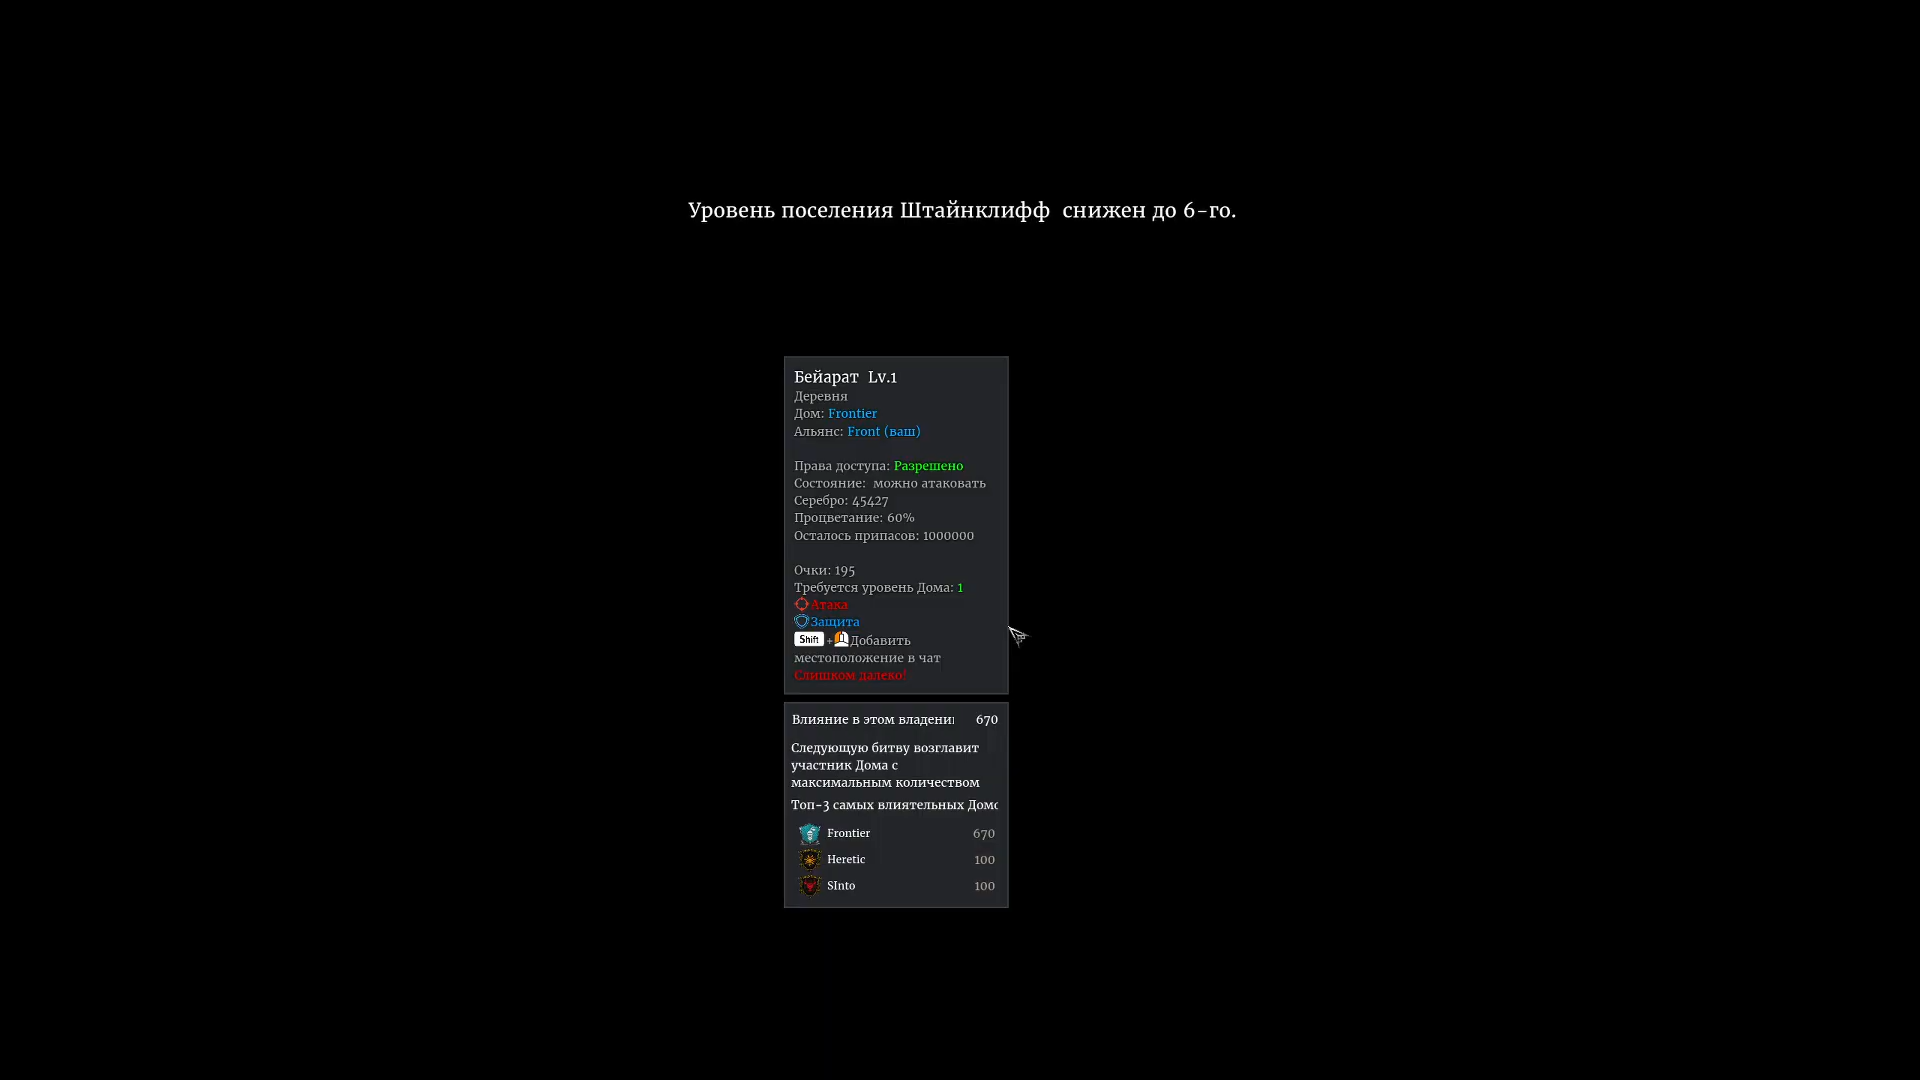 Уровень поселения Штайнклифф снижен до 6-го.
Бейарат Lv.1
Деревня
Дом: Frontier
Альянс: Front (ваш)
Права доступа: Разрешено
Состояние: можно атаковать
Серебро: 45427
Процветание: 60%
Осталось припасов: 1000000
Очки: 195
Требуется уровень Дома: 1
Атака
Защита
Shift + Добавить
местоположение в чат
Слишком далеко!
Влияние в этом владени 670
Следующую битву возглавит
участник Дома с
максимальным количеством
Топ-3 самых влиятельных Домо
Frontier 670
Heretic 100
SInto 100